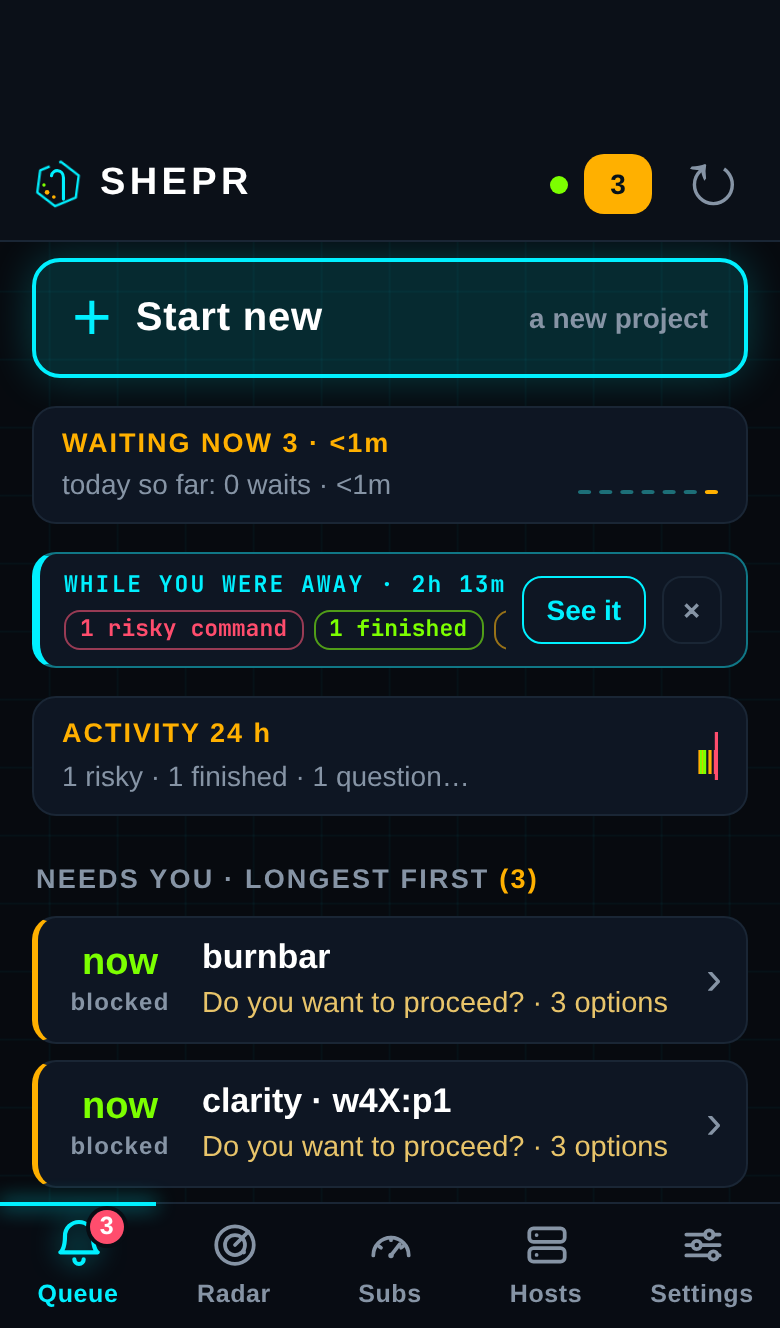 SHEPR
3
Start new
a new project
WAITING NOW 3 · <1m
today so far: 0 waits · <1m
WHILE YOU WERE AWAY · 2h 13m
1 risky command
1 finished
See it
×
ACTIVITY 24 h
1 risky · 1 finished · 1 question…
NEEDS YOU · LONGEST FIRST (3)
now
blocked
burnbar
Do you want to proceed? · 3 options
now
blocked
clarity · w4X:p1
Do you want to proceed? · 3 options
3
Queue
Radar
Subs
Hosts
Settings